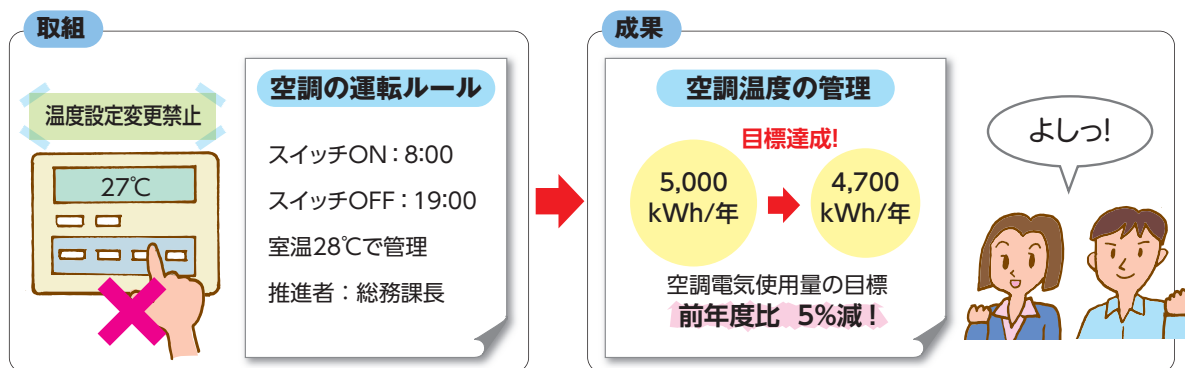 取組
温度設定変更禁止
27℃
空調の運転ルール
スイッチON：8:00
スイッチOFF：19:00
室温28℃で管理
推進者：総務課長
成果
空調温度の管理
目標達成!
5,000
kWh/年
4,700
kWh/年
空調電気使用量の目標
前年度比 5%減！
よしっ!